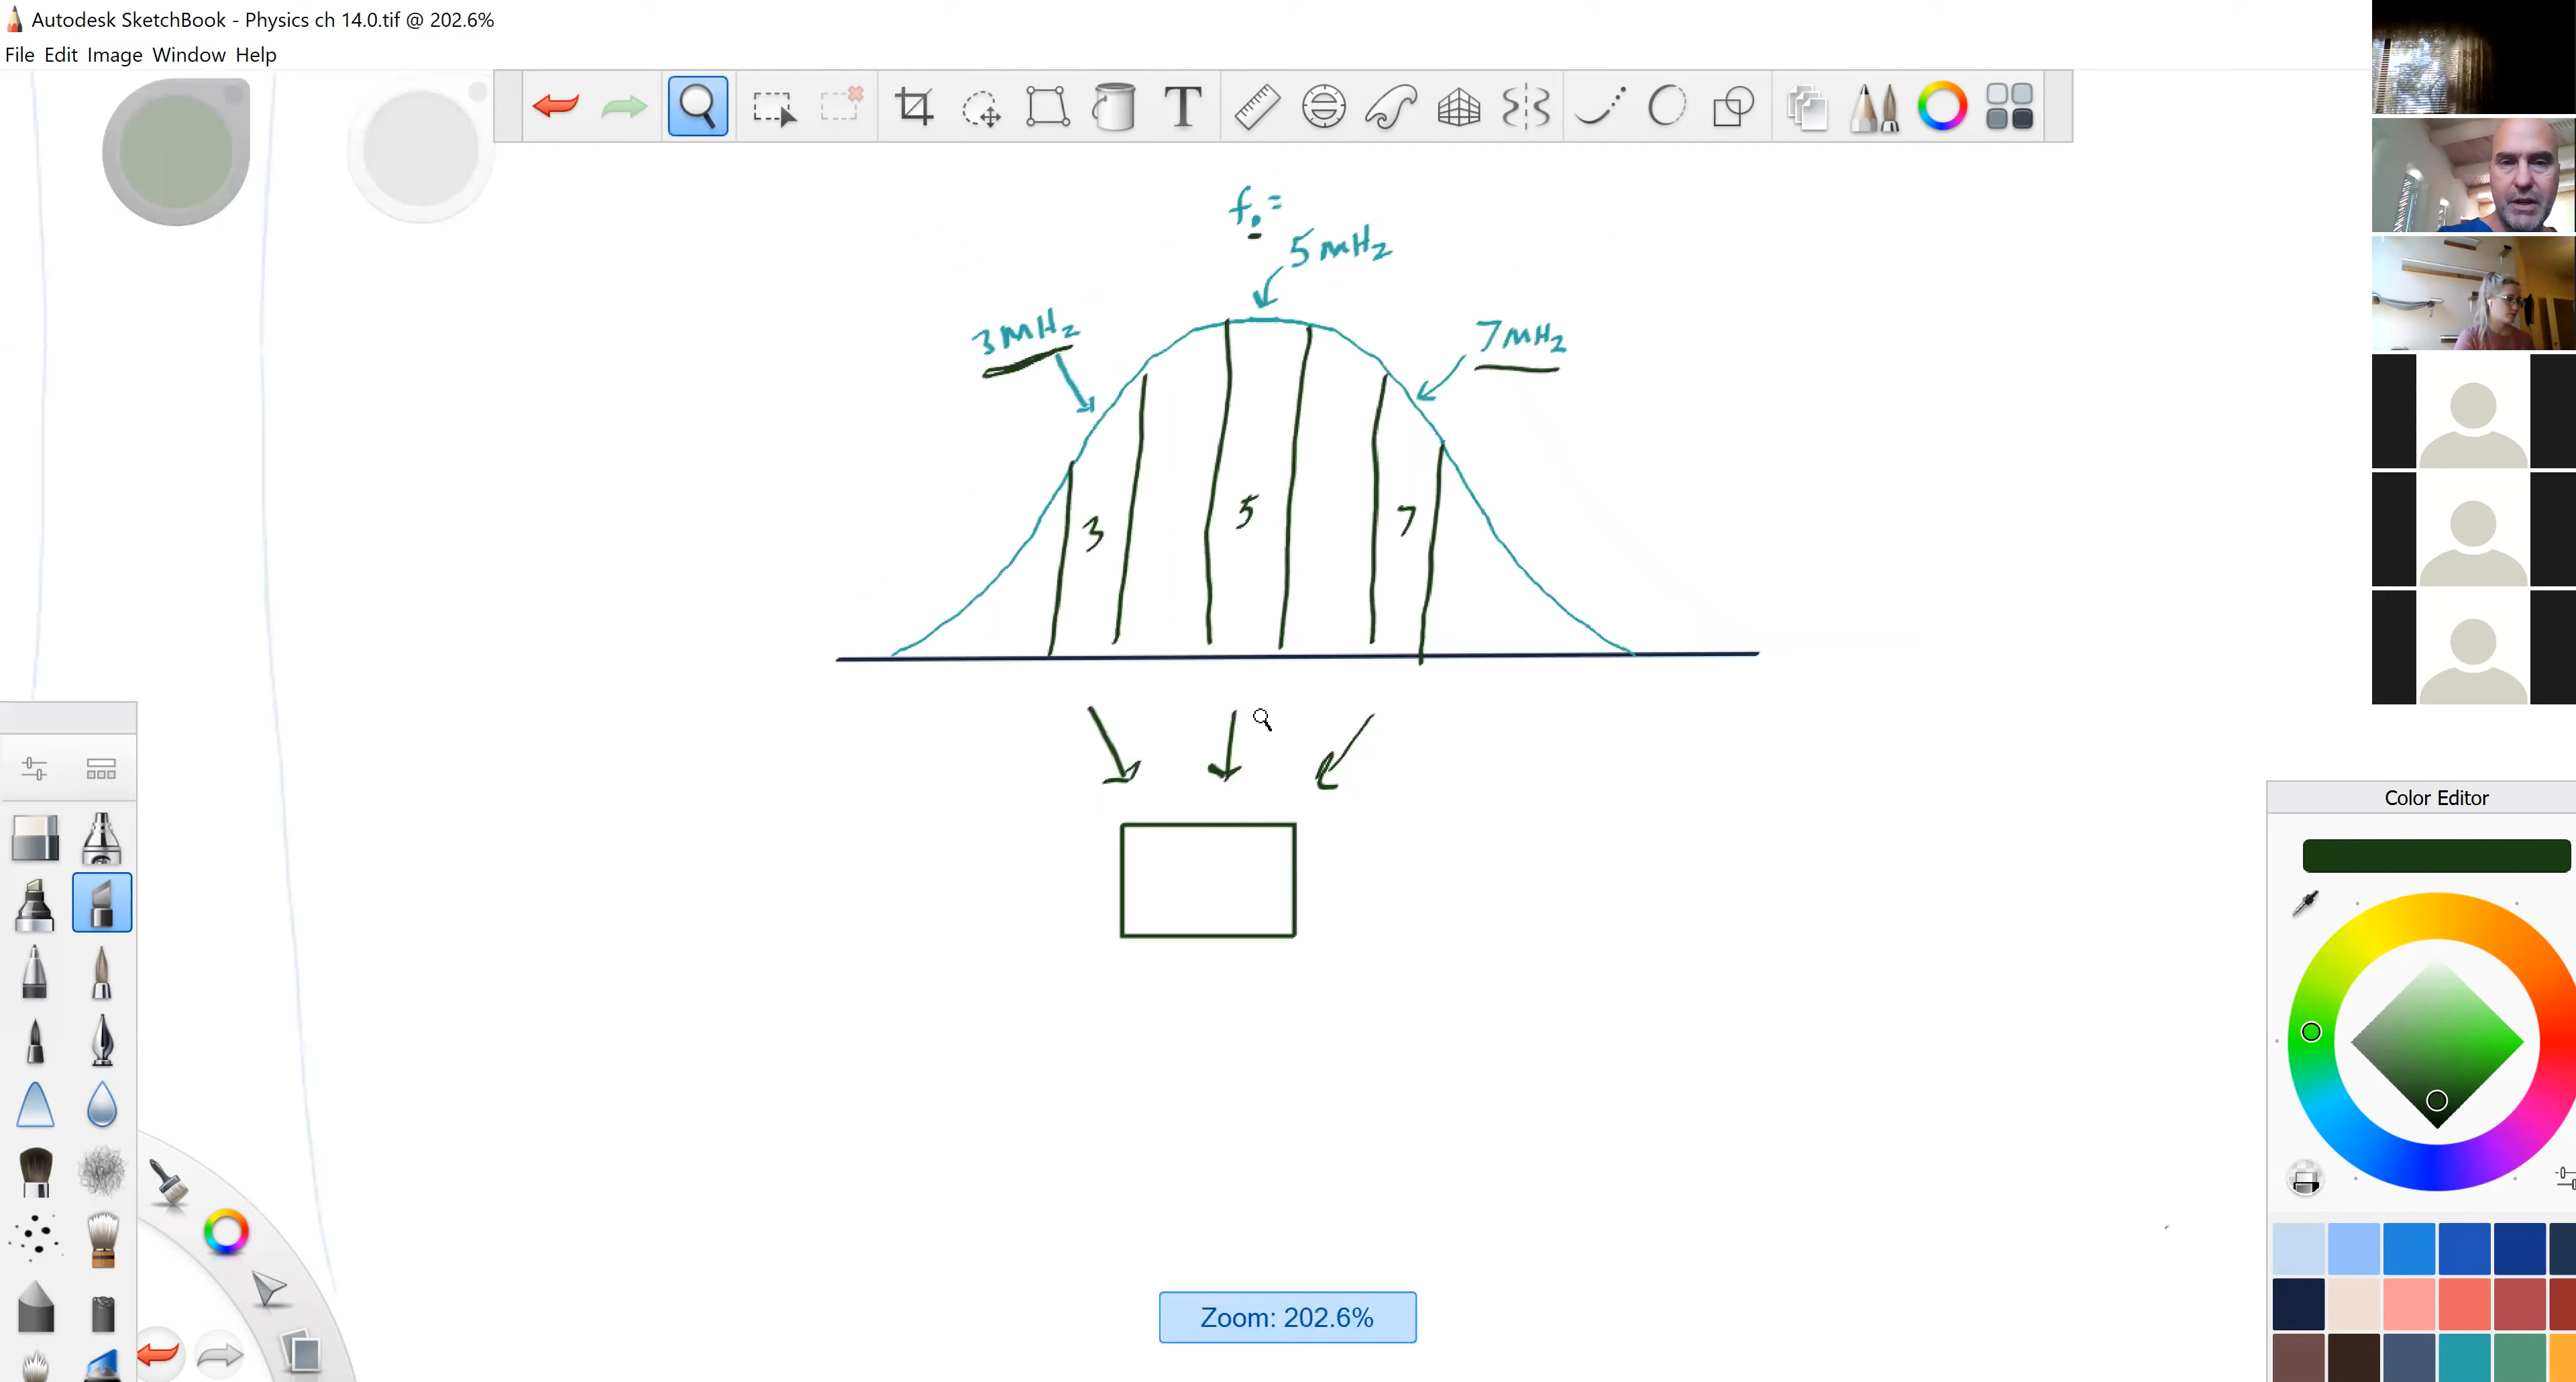 Autodesk SketchBook - Physics ch 14.0.tif @ 202.6%
File Edit Image Window Help
T
f₀ =
5 MHz
3 MHz
7 MHz
3
5
7
Color Editor
Zoom: 202.6%